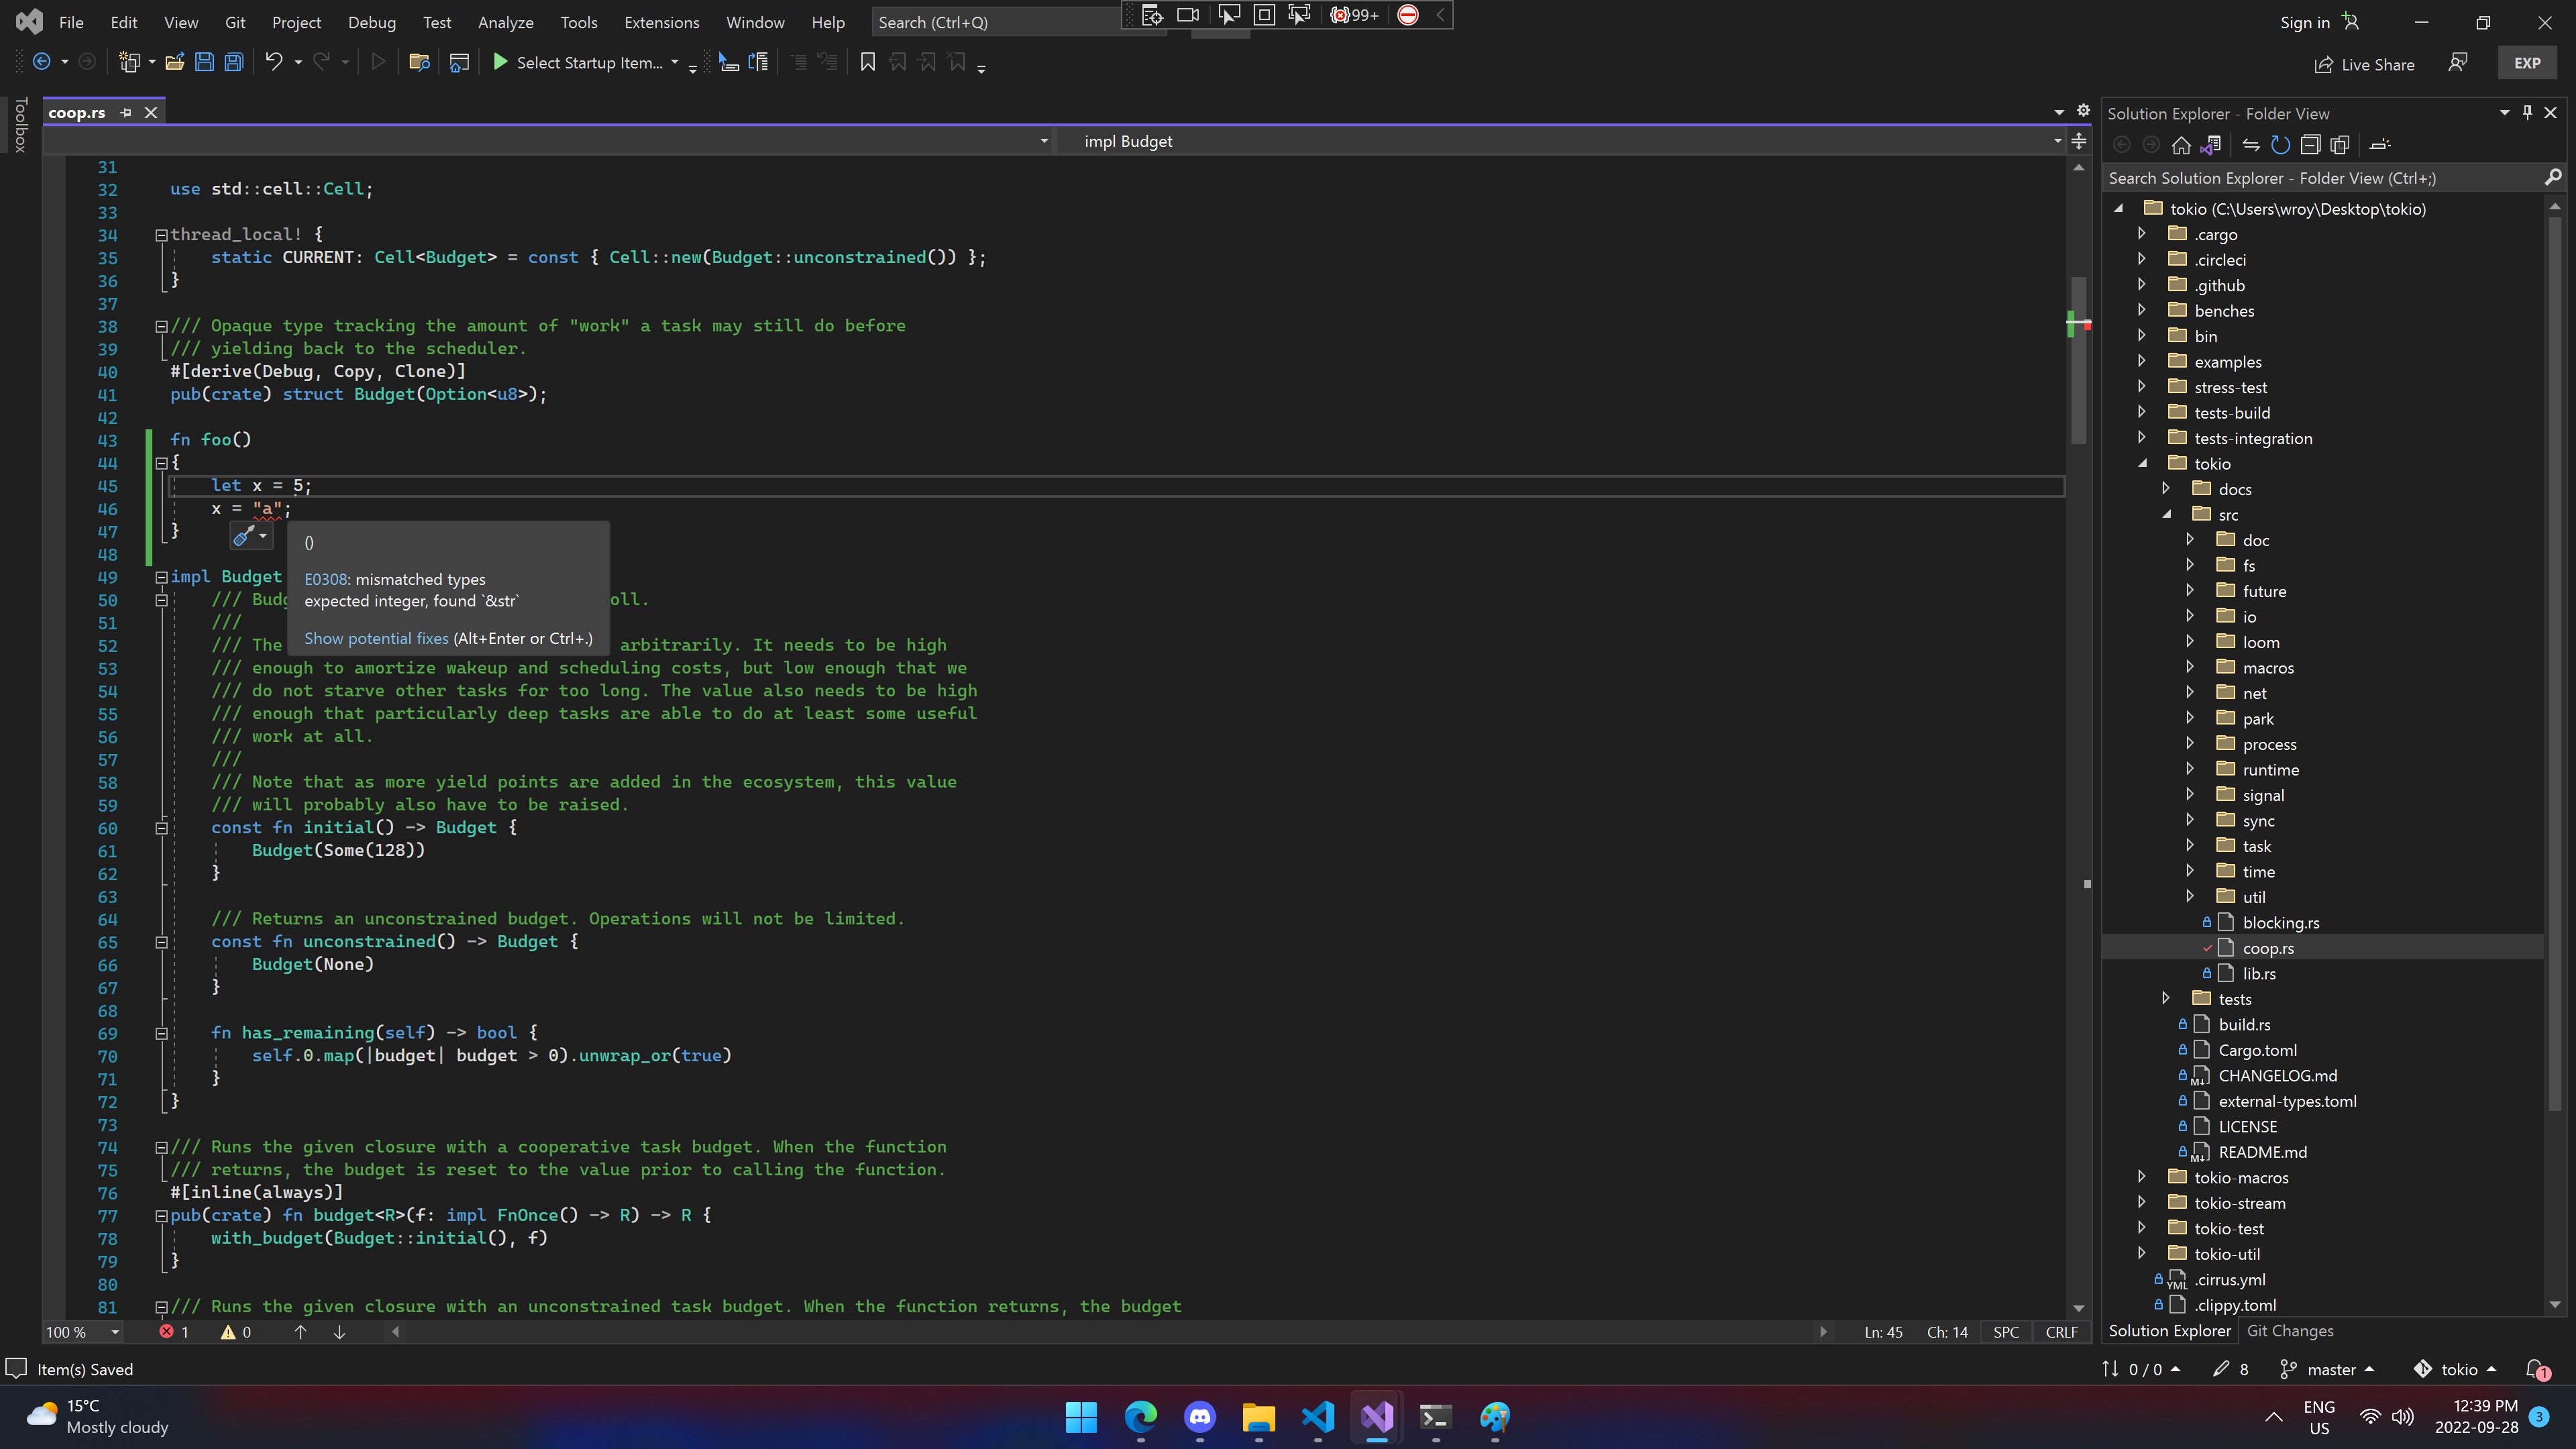 File Edit View Git Project Debug Test Analyze Tools Extensions Window Help Search (Ctrl+Q) 99+ Sign in
Select Startup Item... Live Share EXP
Toolbox
coop.rs
impl Budget
31
32 use std::cell::Cell;
33
34 thread_local! {
35 static CURRENT: Cell<Budget> = const { Cell::new(Budget::unconstrained()) };
36 }
37
38 /// Opaque type tracking the amount of "work" a task may still do before
39 /// yielding back to the scheduler.
40 #[derive(Debug, Copy, Clone)]
41 pub(crate) struct Budget(Option<u8>);
42
43 fn foo()
44 {
45 let x = 5;
46 x = "a";
47 }
48
()
E0308: mismatched types
expected integer, found `&str`
Show potential fixes (Alt+Enter or Ctrl+.)
49 impl Budget
50 /// Budg oll.
51 ///
52 /// The arbitrarily. It needs to be high
53 /// enough to amortize wakeup and scheduling costs, but low enough that we
54 /// do not starve other tasks for too long. The value also needs to be high
55 /// enough that particularly deep tasks are able to do at least some useful
56 /// work at all.
57 ///
58 /// Note that as more yield points are added in the ecosystem, this value
59 /// will probably also have to be raised.
60 const fn initial() -> Budget {
61 Budget(Some(128))
62 }
63
64 /// Returns an unconstrained budget. Operations will not be limited.
65 const fn unconstrained() -> Budget {
66 Budget(None)
67 }
68
69 fn has_remaining(self) -> bool {
70 self.0.map(|budget| budget > 0).unwrap_or(true)
71 }
72 }
73
74 /// Runs the given closure with a cooperative task budget. When the function
75 /// returns, the budget is reset to the value prior to calling the function.
76 #[inline(always)]
77 pub(crate) fn budget<R>(f: impl FnOnce() -> R) -> R {
78 with_budget(Budget::initial(), f)
79 }
80
81 /// Runs the given closure with an unconstrained task budget. When the function returns, the budget
100 % 1 0 Ln: 45 Ch: 14 SPC CRLF
Solution Explorer - Folder View
Search Solution Explorer - Folder View (Ctrl+;)
tokio (C:\Users\wroy\Desktop\tokio)
.cargo
.circleci
.github
benches
bin
examples
stress-test
tests-build
tests-integration
tokio
docs
src
doc
fs
future
io
loom
macros
net
park
process
runtime
signal
sync
task
time
util
blocking.rs
coop.rs
lib.rs
tests
build.rs
Cargo.toml
CHANGELOG.md
external-types.toml
LICENSE
README.md
tokio-macros
tokio-stream
tokio-test
tokio-util
YML .cirrus.yml
.clippy.toml
Solution Explorer Git Changes
Item(s) Saved 0 / 0 8 master tokio 1
15°C
Mostly cloudy
ENG
US
12:39 PM
2022-09-28
3